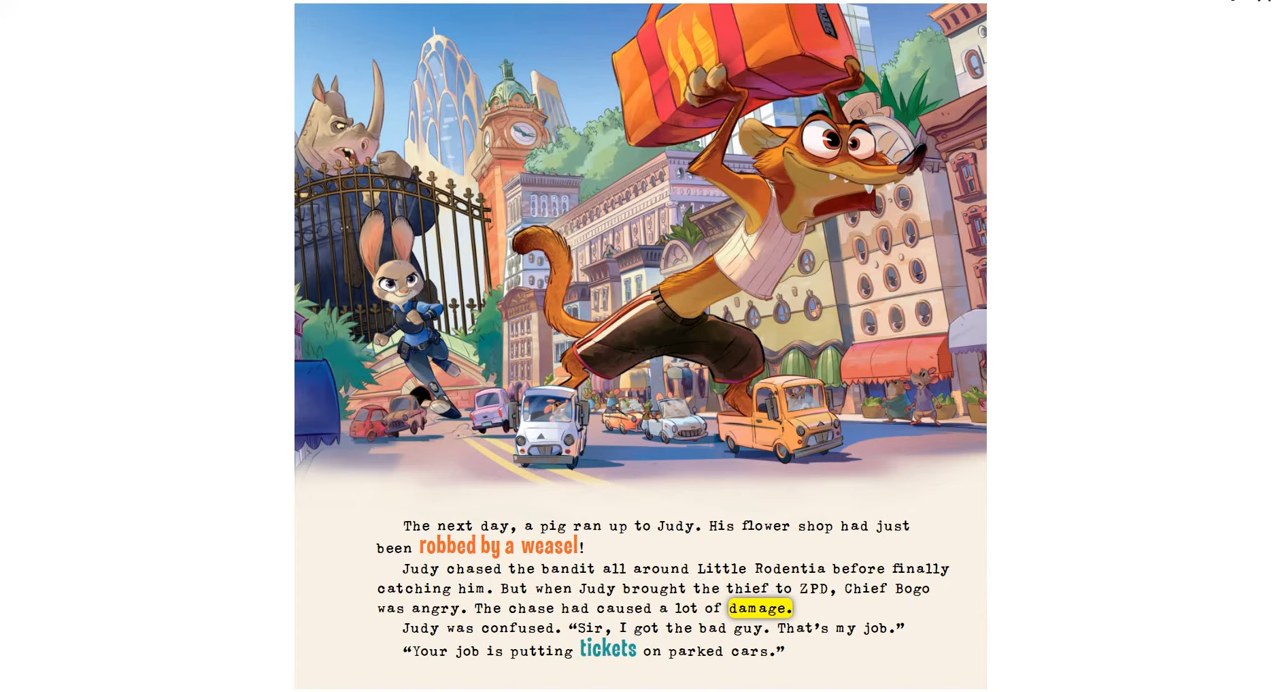 The next day, a pig ran up to Judy. His flower shop had just
been robbed by a weasel!
Judy chased the bandit all around Little Rodentia before finally
catching him. But when Judy brought the thief to ZPD, Chief Bogo
was angry. The chase had caused a lot of damage.
Judy was confused. “Sir, I got the bad guy. That’s my job.”
“Your job is putting tickets on parked cars.”